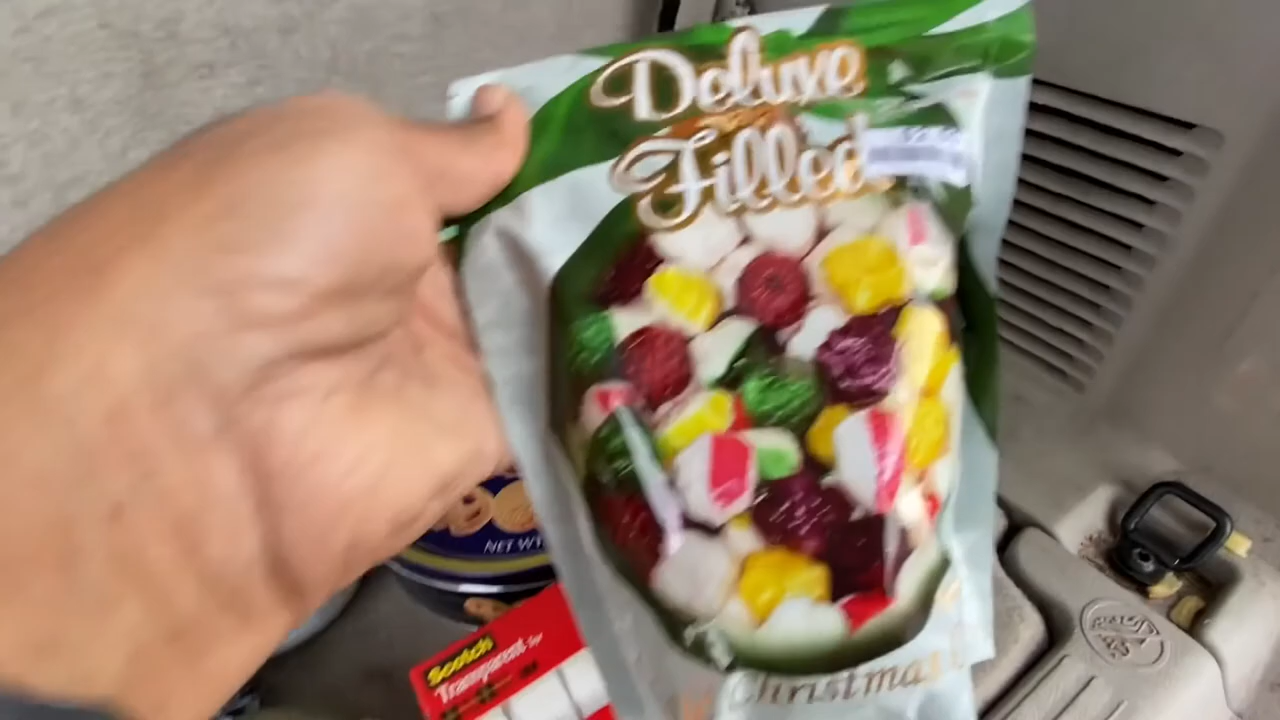 Deluxe
Filled
Christmas
NET WT
Scotch
Transparent